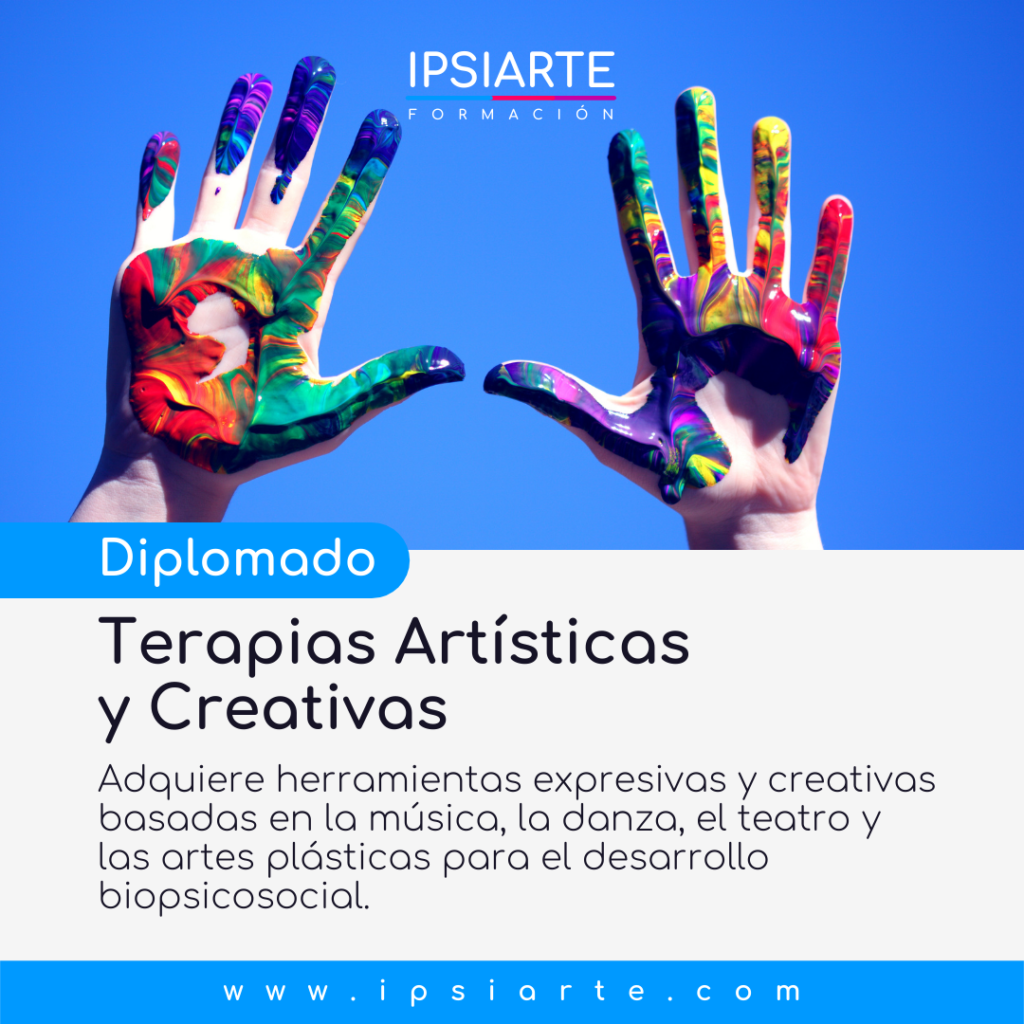 IPSIARTE
FORMACIÓN
Diplomado
Terapias Artísticas
y Creativas
Adquiere herramientas expresivas y creativas
basadas en la música, la danza, el teatro y
las artes plásticas para el desarrollo
biopsicosocial.
www.ipsiarte.com